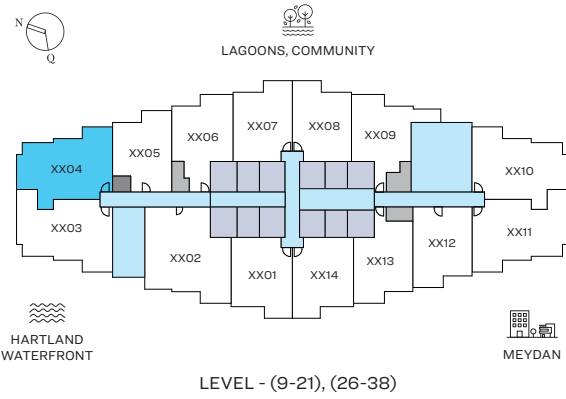 N
Q
LAGOONS, COMMUNITY
XX07
XX08
XX06
XX09
XX05
XX04
XX10
XX03
XX11
XX02
XX12
XX01
XX14
XX13
HARTLAND
WATERFRONT
MEYDAN
LEVEL - (9-21), (26-38)